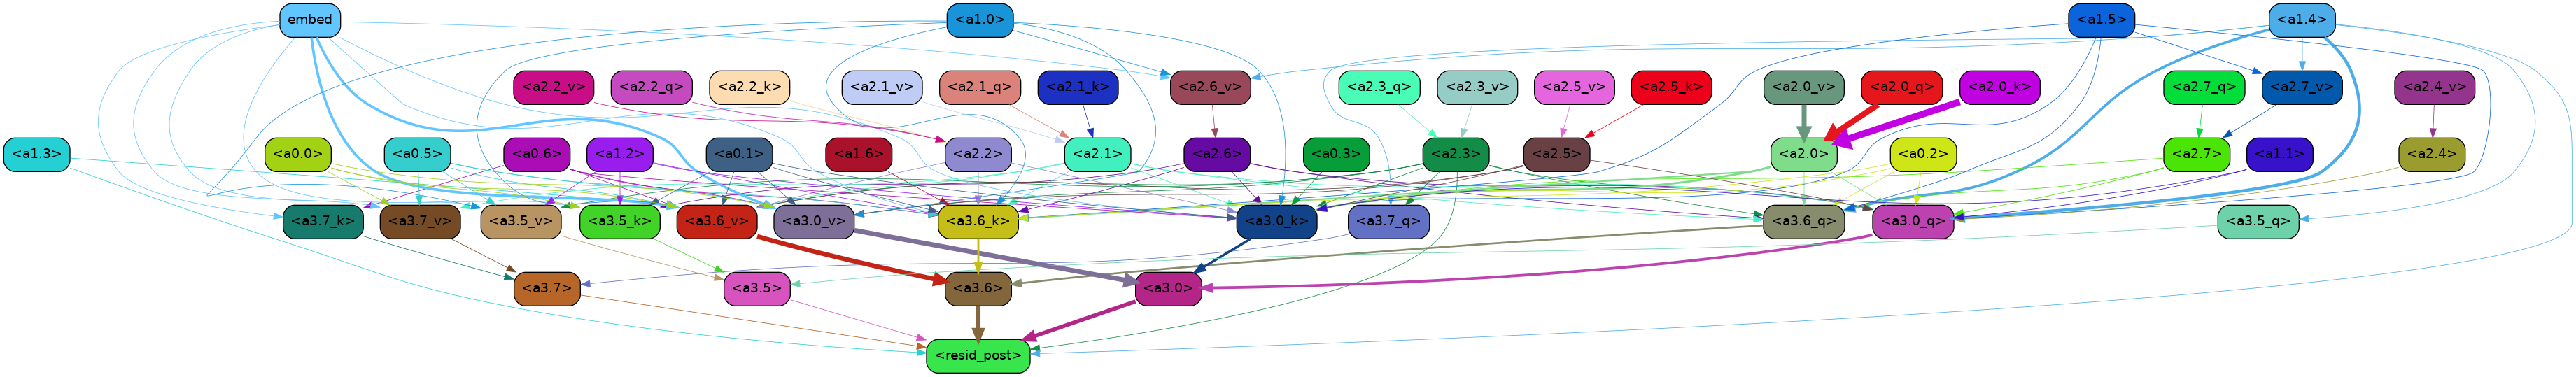 embed <a1.0> <a1.5> <a1.4>
<a2.2_v> <a2.2_q> <a2.2_k> <a2.1_v> <a2.1_q> <a2.1_k> <a2.6_v> <a2.3_q> <a2.3_v> <a2.5_v> <a2.5_k> <a2.0_v> <a2.0_q> <a2.0_k> <a2.7_q> <a2.7_v> <a2.4_v>
<a1.3> <a0.0> <a0.5> <a0.6> <a1.2> <a0.1> <a1.6> <a2.2> <a2.1> <a2.6> <a0.3> <a2.3> <a2.5> <a2.0> <a0.2> <a2.7> <a1.1> <a2.4>
<a3.7_k> <a3.7_v> <a3.5_v> <a3.5_k> <a3.6_v> <a3.0_v> <a3.6_k> <a3.0_k> <a3.7_q> <a3.6_q> <a3.0_q> <a3.5_q>
<a3.7> <a3.5> <a3.6> <a3.0>
<resid_post>